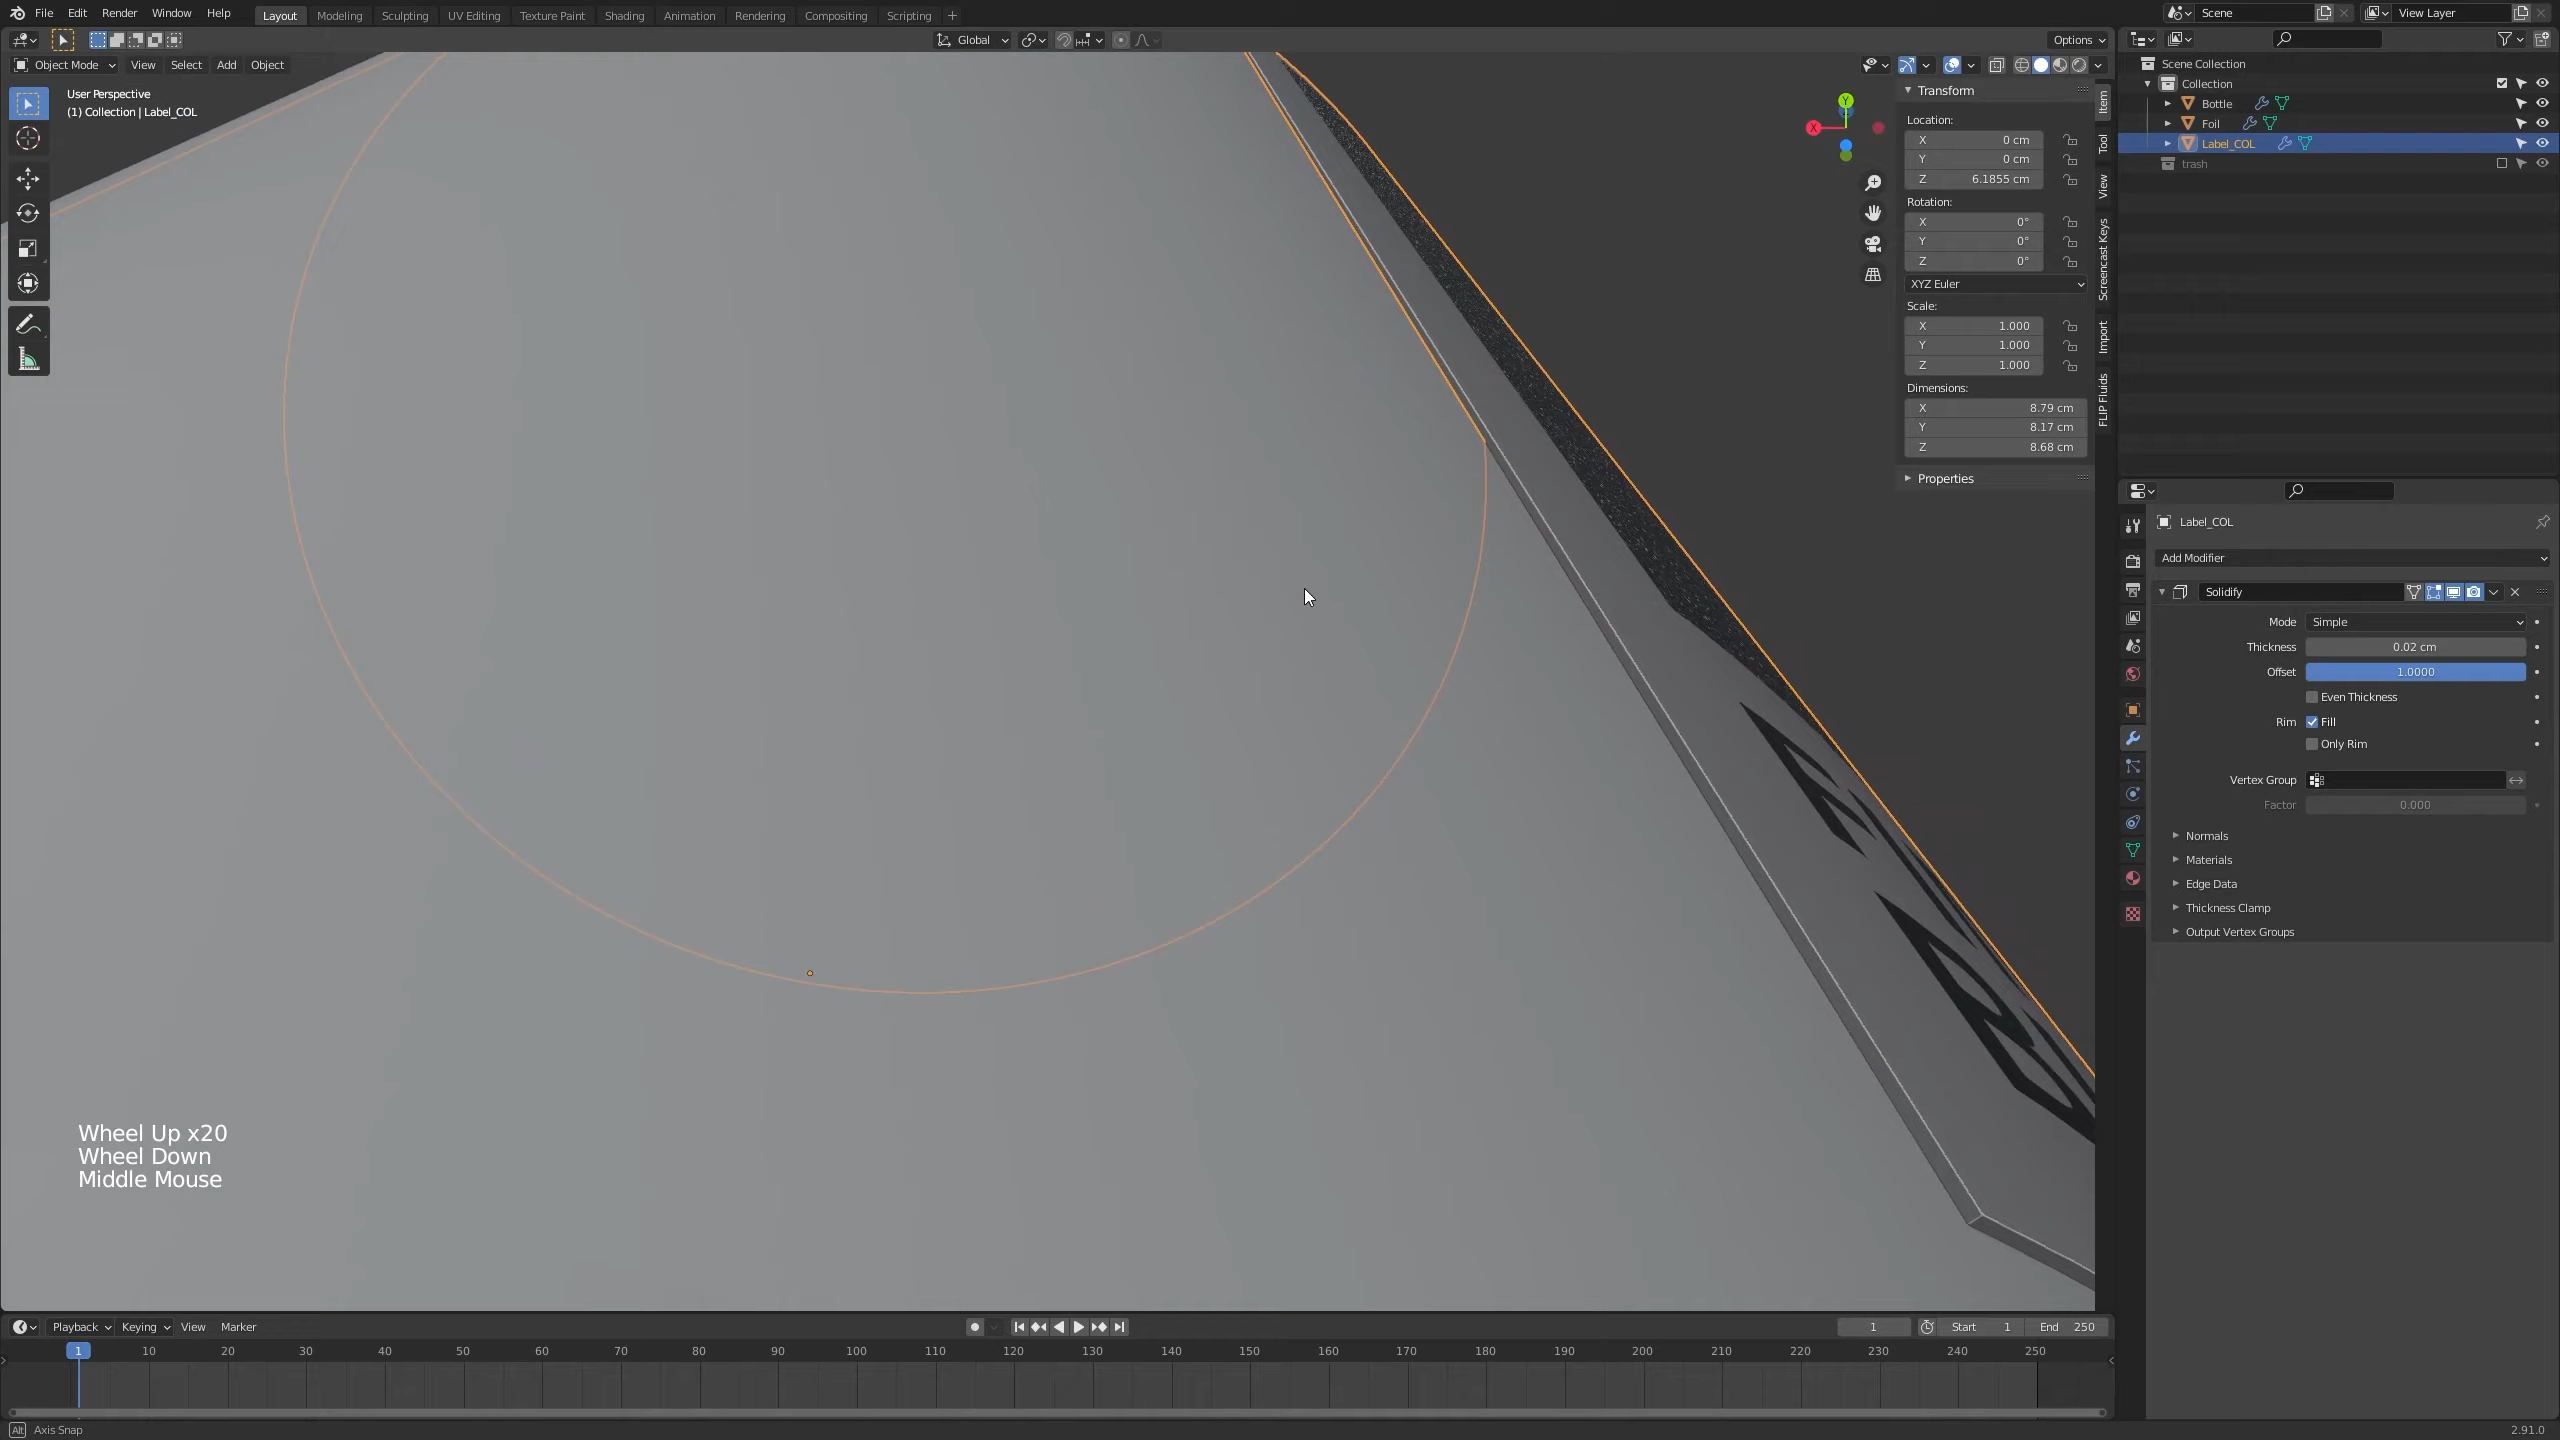 File Edit Render Window Help
Layout Modeling Sculpting UV Editing Texture Paint Shading Animation Rendering Compositing Scripting +
Scene
View Layer
Global
Options
Object Mode View Select Add Object
User Perspective
(1) Collection | Label_COL
Y
X
Transform
Location:
X 0 cm
Y 0 cm
Z 6.1855 cm
Rotation:
X 0°
Y 0°
Z 0°
XYZ Euler
Scale:
X 1.000
Y 1.000
Z 1.000
Dimensions:
X 8.79 cm
Y 8.17 cm
Z 8.68 cm
Properties
Item
Tool
View
Screencast Keys
Import
FLIP Fluids
Scene Collection
Collection
Bottle
Foil
Label_COL
trash
Label_COL
Add Modifier
Solidify
Mode Simple
Thickness 0.02 cm
Offset 1.0000
Even Thickness
Rim Fill
Only Rim
Vertex Group
Factor 0.000
Normals
Materials
Edge Data
Thickness Clamp
Output Vertex Groups
Wheel Up x20
Wheel Down
Middle Mouse
Playback Keying View Marker
1 Start 1 End 250
1 10 20 30 40 50 60 70 80 90 100 110 120 130 140 150 160 170 180 190 200 210 220 230 240 250
Alt Axis Snap
2.91.0